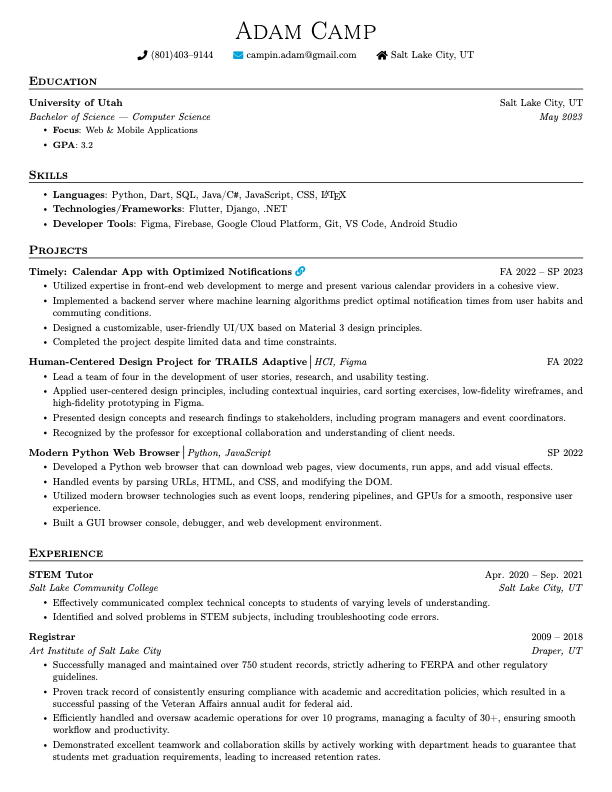 Adam Camp
(801)403–9144 campin.adam@gmail.com Salt Lake City, UT
Education
University of Utah Salt Lake City, UT
Bachelor of Science — Computer Science May 2023
• Focus: Web & Mobile Applications
• GPA: 3.2
Skills
• Languages: Python, Dart, SQL, Java/C#, JavaScript, CSS, LATEX
• Technologies/Frameworks: Flutter, Django, .NET
• Developer Tools: Figma, Firebase, Google Cloud Platform, Git, VS Code, Android Studio
Projects
Timely: Calendar App with Optimized Notifications FA 2022 – SP 2023
• Utilized expertise in front-end web development to merge and present various calendar providers in a cohesive view.
• Implemented a backend server where machine learning algorithms predict optimal notification times from user habits and
commuting conditions.
• Designed a customizable, user-friendly UI/UX based on Material 3 design principles.
• Completed the project despite limited data and time constraints.
Human-Centered Design Project for TRAILS Adaptive | HCI, Figma FA 2022
• Lead a team of four in the development of user stories, research, and usability testing.
• Applied user-centered design principles, including contextual inquiries, card sorting exercises, low-fidelity wireframes, and
high-fidelity prototyping in Figma.
• Presented design concepts and research findings to stakeholders, including program managers and event coordinators.
• Recognized by the professor for exceptional collaboration and understanding of client needs.
Modern Python Web Browser | Python, JavaScript SP 2022
• Developed a Python web browser that can download web pages, view documents, run apps, and add visual effects.
• Handled events by parsing URLs, HTML, and CSS, and modifying the DOM.
• Utilized modern browser technologies such as event loops, rendering pipelines, and GPUs for a smooth, responsive user
experience.
• Built a GUI browser console, debugger, and web development environment.
Experience
STEM Tutor Apr. 2020 – Sep. 2021
Salt Lake Community College Salt Lake City, UT
• Effectively communicated complex technical concepts to students of varying levels of understanding.
• Identified and solved problems in STEM subjects, including troubleshooting code errors.
Registrar 2009 – 2018
Art Institute of Salt Lake City Draper, UT
• Successfully managed and maintained over 750 student records, strictly adhering to FERPA and other regulatory
guidelines.
• Proven track record of consistently ensuring compliance with academic and accreditation policies, which resulted in a
successful passing of the Veteran Affairs annual audit for federal aid.
• Efficiently handled and oversaw academic operations for over 10 programs, managing a faculty of 30+, ensuring smooth
workflow and productivity.
• Demonstrated excellent teamwork and collaboration skills by actively working with department heads to guarantee that
students met graduation requirements, leading to increased retention rates.